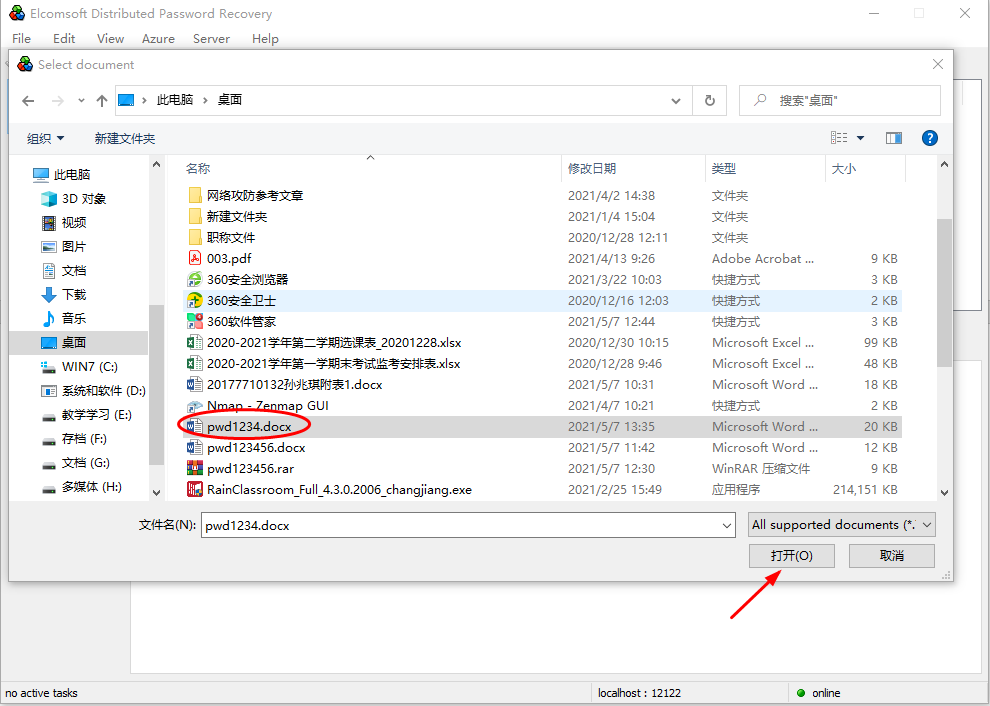 Elcomsoft Distributed Password Recovery
File Edit View Azure Server Help
Select document
此电脑 › 桌面
搜索"桌面"
组织 新建文件夹
名称 修改日期 类型 大小
此电脑
3D 对象
视频
图片
文档
下载
音乐
桌面
WIN7 (C:)
系统和软件 (D:)
教学学习 (E:)
存档 (F:)
文档 (G:)
多媒体 (H:)
网络攻防参考文章 2021/4/2 14:38 文件夹
新建文件夹 2021/1/4 15:04 文件夹
职称文件 2020/12/28 12:11 文件夹
003.pdf 2021/4/13 9:26 Adobe Acrobat ... 9 KB
360安全浏览器 2021/3/22 10:03 快捷方式 3 KB
360安全卫士 2020/12/16 12:03 快捷方式 2 KB
360软件管家 2021/5/7 12:44 快捷方式 3 KB
2020-2021学年第二学期选课表_20201228.xlsx 2020/12/30 10:15 Microsoft Excel ... 99 KB
2020-2021学年第一学期末考试监考安排表.xlsx 2020/12/28 9:46 Microsoft Excel ... 48 KB
20177710132孙兆琪附表1.docx 2021/5/7 10:31 Microsoft Word ... 18 KB
Nmap - Zenmap GUI 2021/4/7 10:21 快捷方式 2 KB
pwd1234.docx 2021/5/7 13:35 Microsoft Word ... 20 KB
pwd123456.docx 2021/5/7 11:42 Microsoft Word ... 12 KB
pwd123456.rar 2021/5/7 12:30 WinRAR 压缩文件 9 KB
RainClassroom_Full_4.3.0.2006_changjiang.exe 2021/2/25 15:49 应用程序 214,151 KB
文件名(N): pwd1234.docx All supported documents (*.
打开(O) 取消
no active tasks localhost : 12122 online